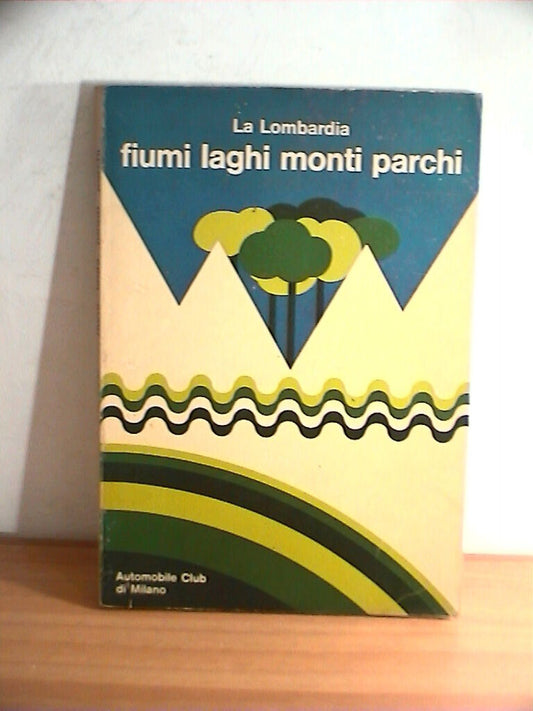 La Lombardia
fiumi laghi monti parchi
Automobile Club
di Milano